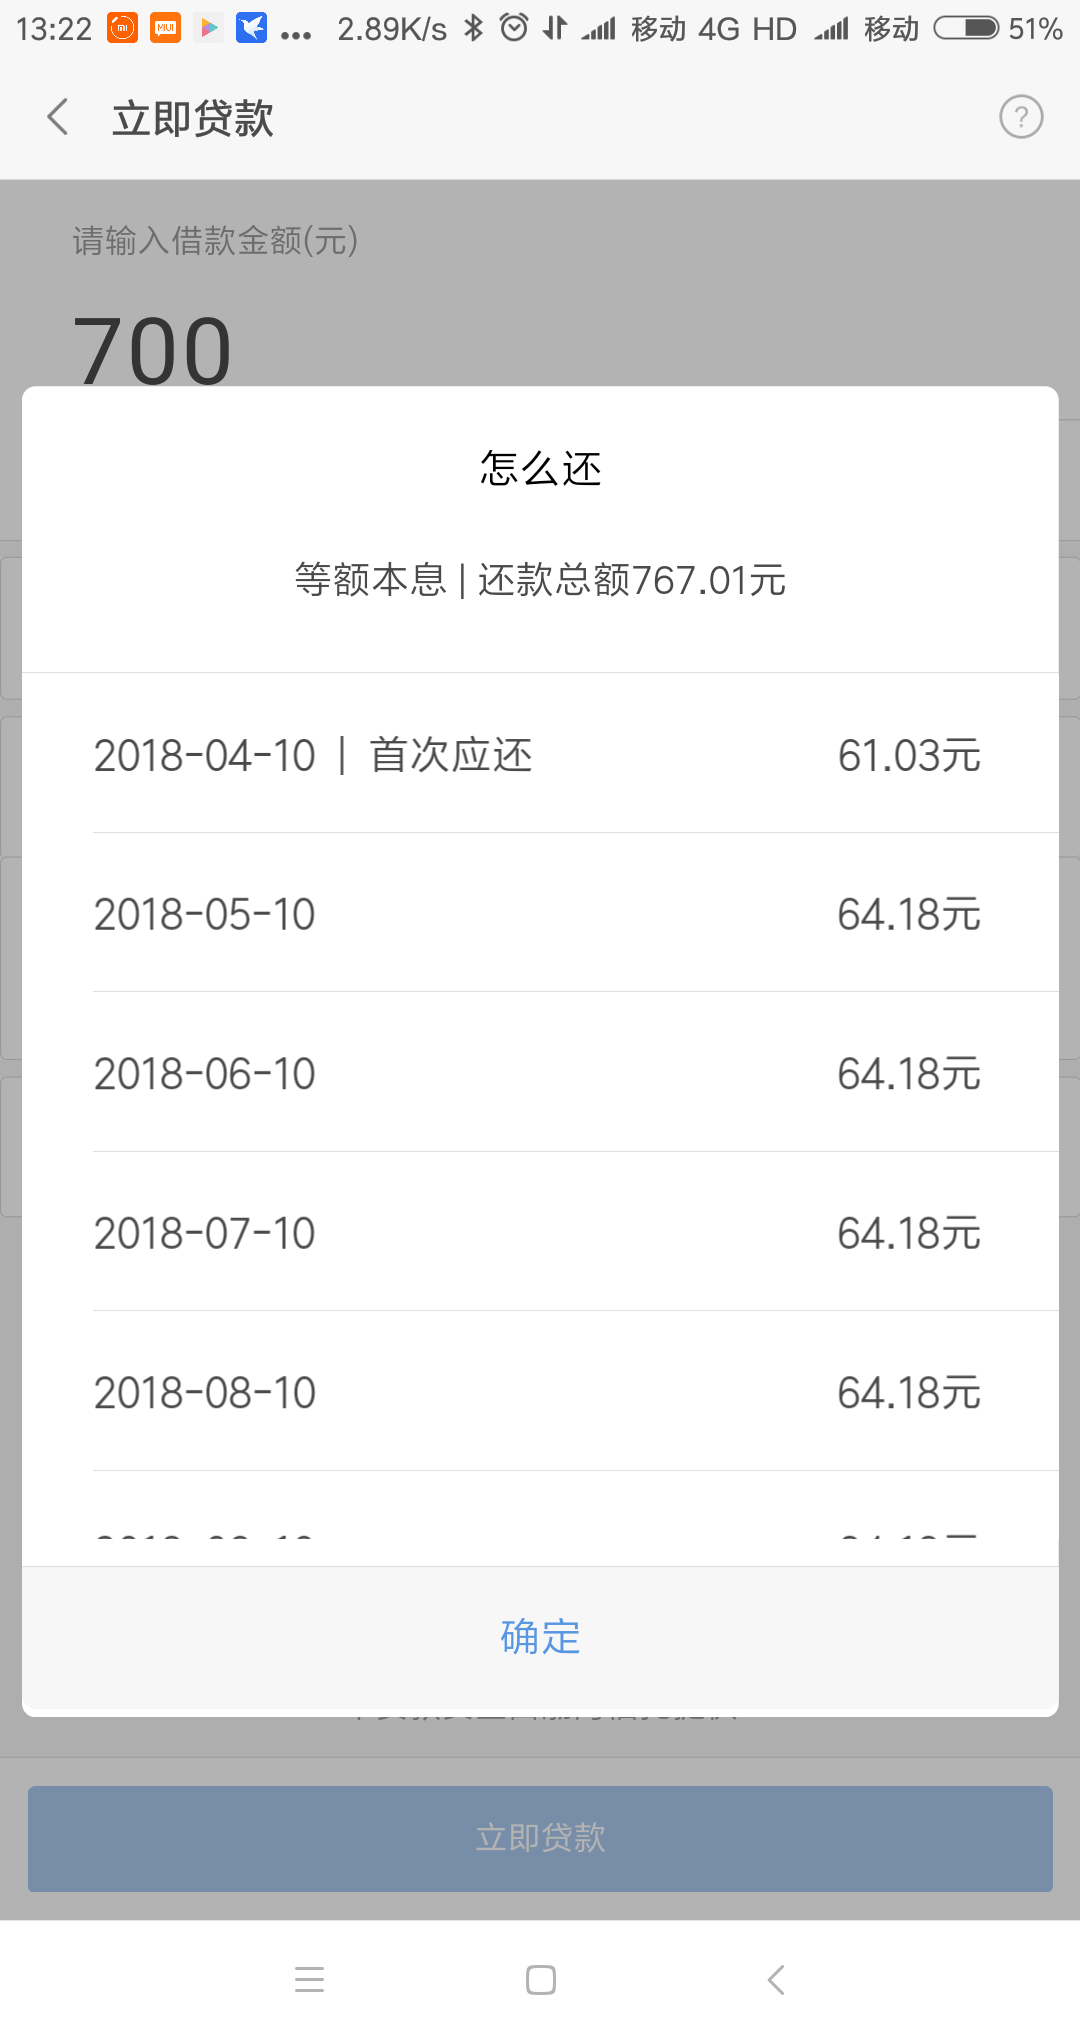 13:22 MIUI ... 2.89K/s 移动 4G HD 移动 51%
立即贷款 ?
请输入借款金额(元)
700
怎么还
等额本息 | 还款总额767.01元
2018-04-10 | 首次应还 61.03元
2018-05-10 64.18元
2018-06-10 64.18元
2018-07-10 64.18元
2018-08-10 64.18元
确定
立即贷款